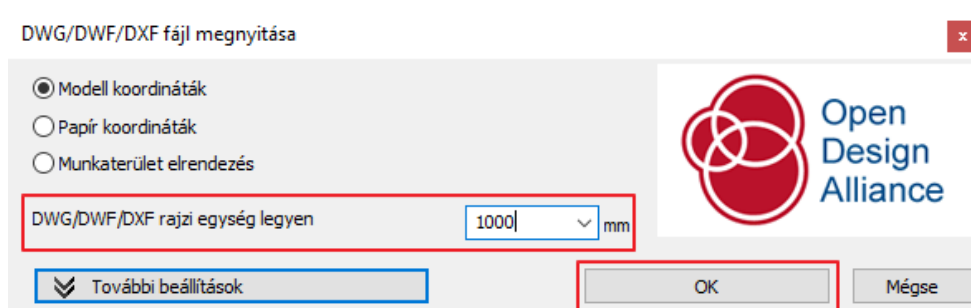 DWG/DWF/DXF fájl megnyitása
x
Modell koordináták
Papír koordináták
Munkaterület elrendezés
Open
Design
Alliance
DWG/DWF/DXF rajzi egység legyen 1000 mm
További beállítások OK Mégse